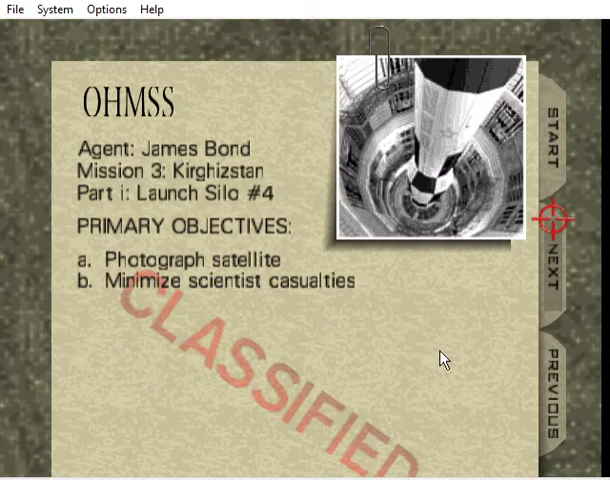 File System Options Help
OHMSS
Agent: James Bond
Mission 3: Kirghizstan
Part i: Launch Silo #4
PRIMARY OBJECTIVES:
a. Photograph satellite
b. Minimize scientist casualties
CLASSIFIED
START
NEXT
PREVIOUS